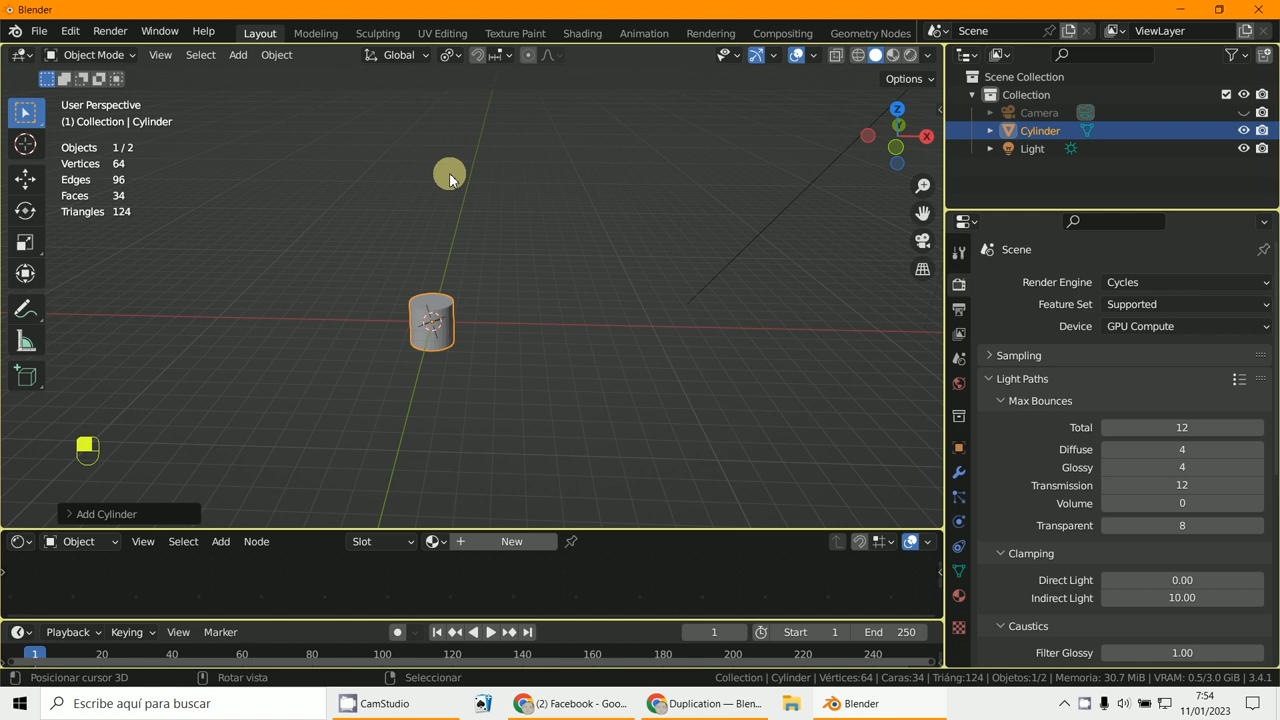 Blender
File Edit Render Window Help Layout Modeling Sculpting UV Editing Texture Paint Shading Animation Rendering Compositing Geometry Nodes Scene ViewLayer
Object Mode View Select Add Object Global
Options
User Perspective
(1) Collection | Cylinder
Objects 1/2
Vertices 64
Edges 96
Faces 34
Triangles 124
Z
Y
X
Add Cylinder
Scene Collection
Collection
Camera
Cylinder
Light
Scene
Render Engine Cycles
Feature Set Supported
Device GPU Compute
Sampling
Light Paths
Max Bounces
Total 12
Diffuse 4
Glossy 4
Transmission 12
Volume 0
Transparent 8
Clamping
Direct Light 0.00
Indirect Light 10.00
Caustics
Filter Glossy 1.00
Object View Select Add Node Slot New
Playback Keying View Marker 1 Start 1 End 250
1 20 40 60 80 100 120 140 160 180 200 220 240
Posicionar cursor 3D Rotar vista Seleccionar Collection | Cylinder | Vértices:64 | Caras:34 | Triáng:124 | Objetos:1/2 | Memoria: 30.7 MiB | VRAM: 0.5/3.0 GiB | 3.4.1
Escribe aquí para buscar CamStudio (2) Facebook - Goo... Duplication — Blen... Blender
7:54
11/01/2023